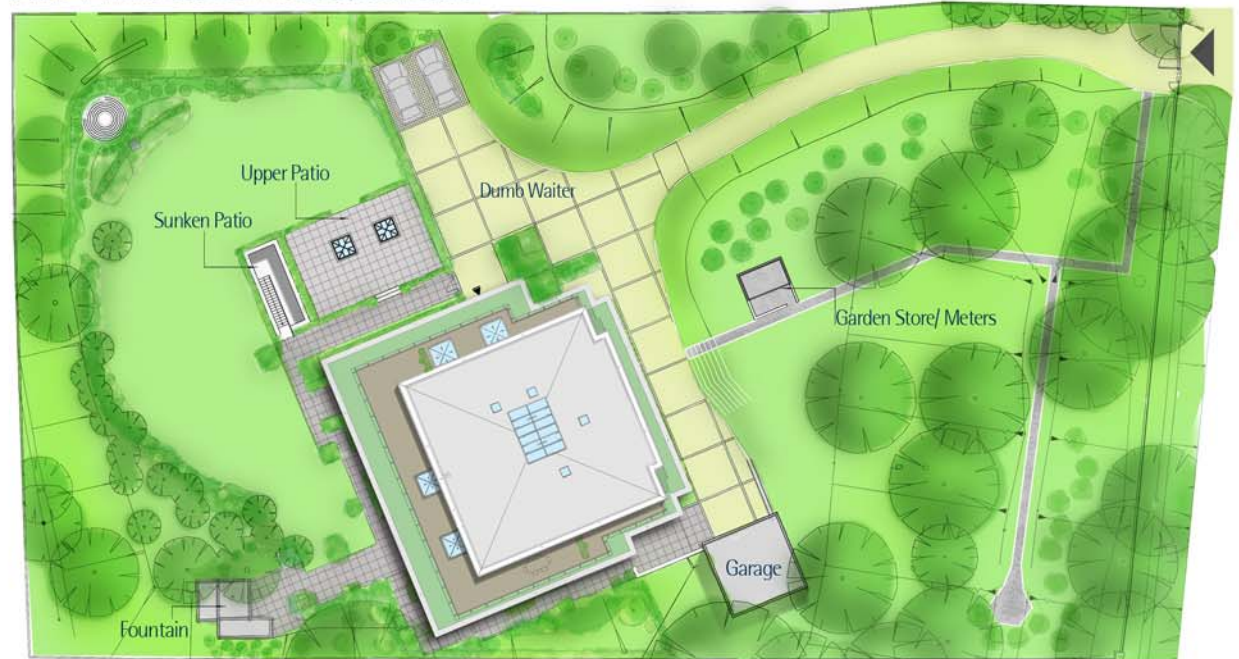 Upper Patio
Dumb Waiter
Sunken Patio
Garden Store/ Meters
Garage
Fountain